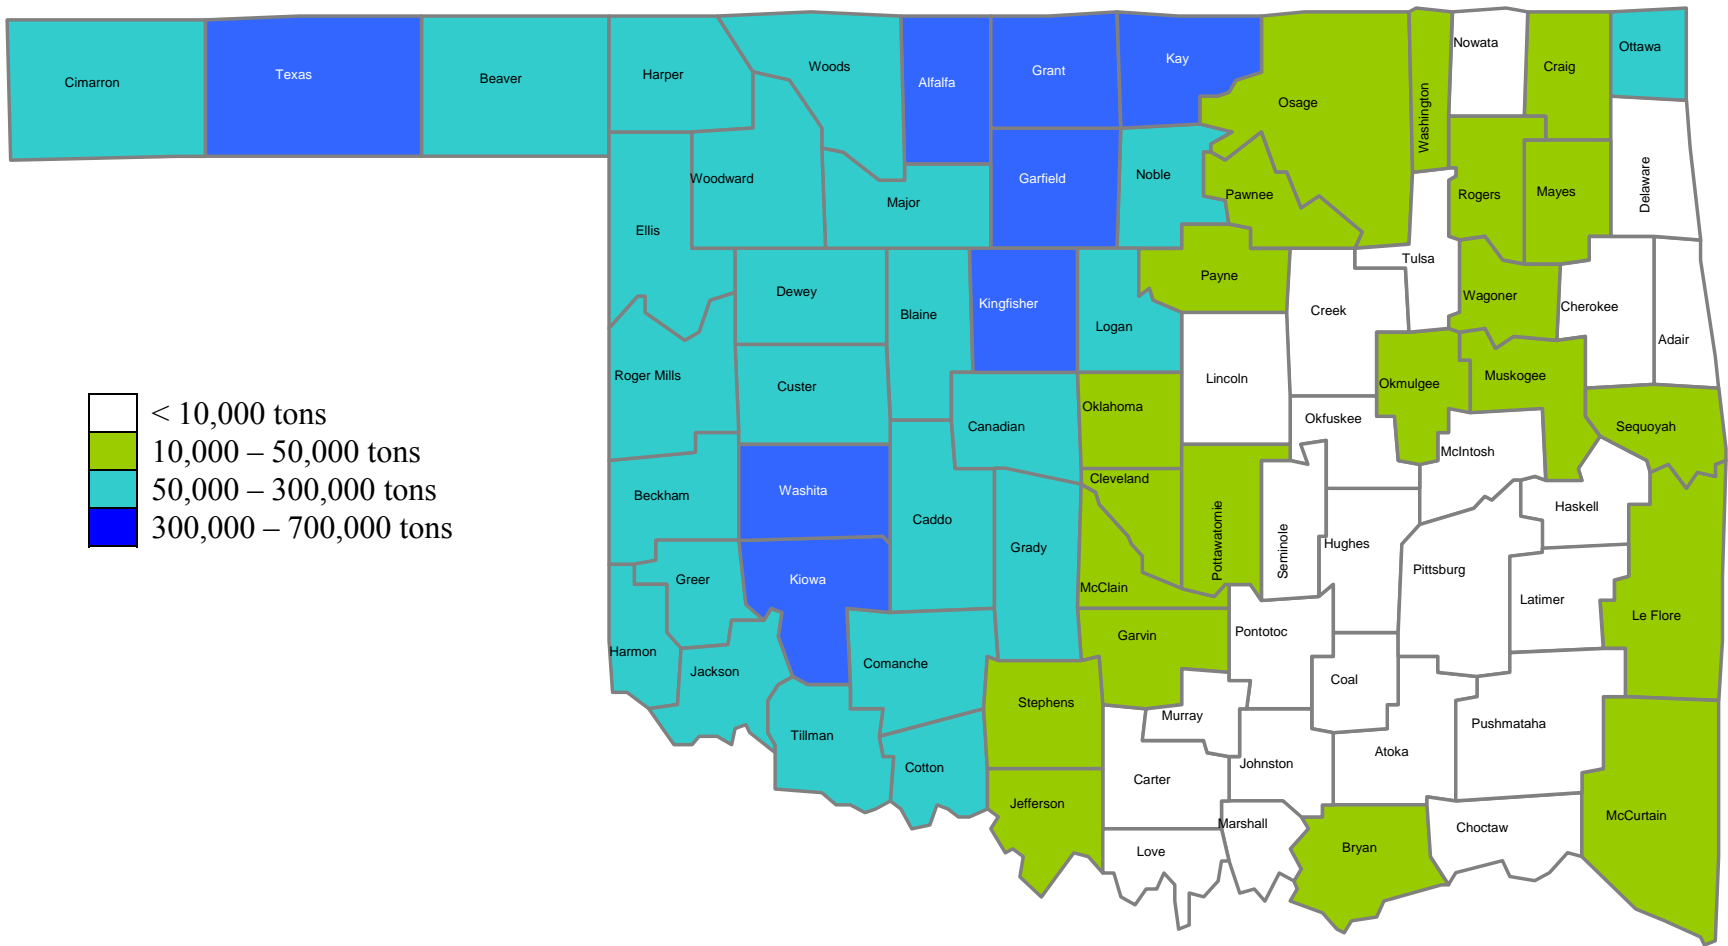 Nowata
Ottawa
Kay
Woods
Craig
Grant
Texas
Harper
Beaver
Cimarron
Alfalfa
Osage
Washington
Noble
Garfield
Woodward
Delaware
Mayes
Rogers
Pawnee
Major
Ellis
Tulsa
Payne
Dewey
Wagoner
Kingfisher
Cherokee
Creek
Blaine
Logan
Adair
Roger Mills
Muskogee
Lincoln
Okmulgee
Custer
Oklahoma
< 10,000 tons
Okfuskee
Canadian
Sequoyah
10,000 – 50,000 tons
McIntosh
Cleveland
50,000 – 300,000 tons
Washita
Beckham
Haskell
Caddo
300,000 – 700,000 tons
Pottawatomie
Seminole
Hughes
Grady
Pittsburg
Greer
Kiowa
McClain
Latimer
Le Flore
Pontotoc
Garvin
Harmon
Comanche
Jackson
Coal
Stephens
Murray
Pushmataha
Tillman
Atoka
Johnston
Cotton
Carter
Jefferson
McCurtain
Marshall
Choctaw
Bryan
Love